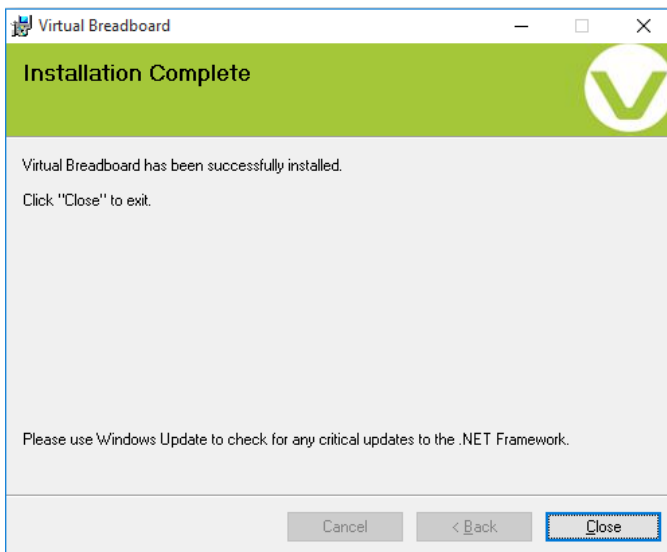 Virtual Breadboard
Installation Complete
Virtual Breadboard has been successfully installed.
Click "Close" to exit.
Please use Windows Update to check for any critical updates to the .NET Framework.
Cancel
< Back
Close